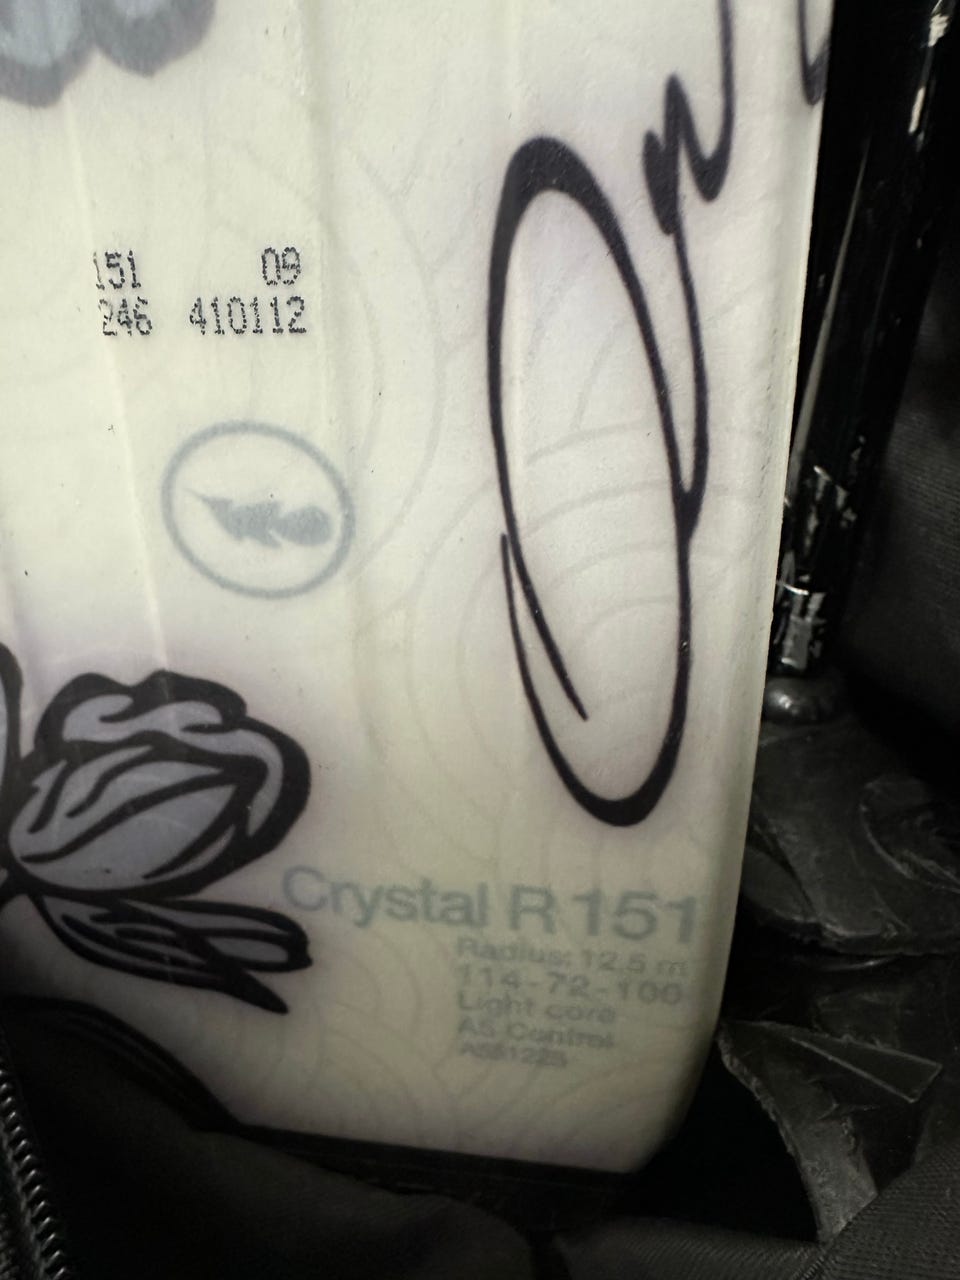 151 09
246 410112
Crystal R 151
Radius: 12.5 m
114-72-100
Light core
AS Control